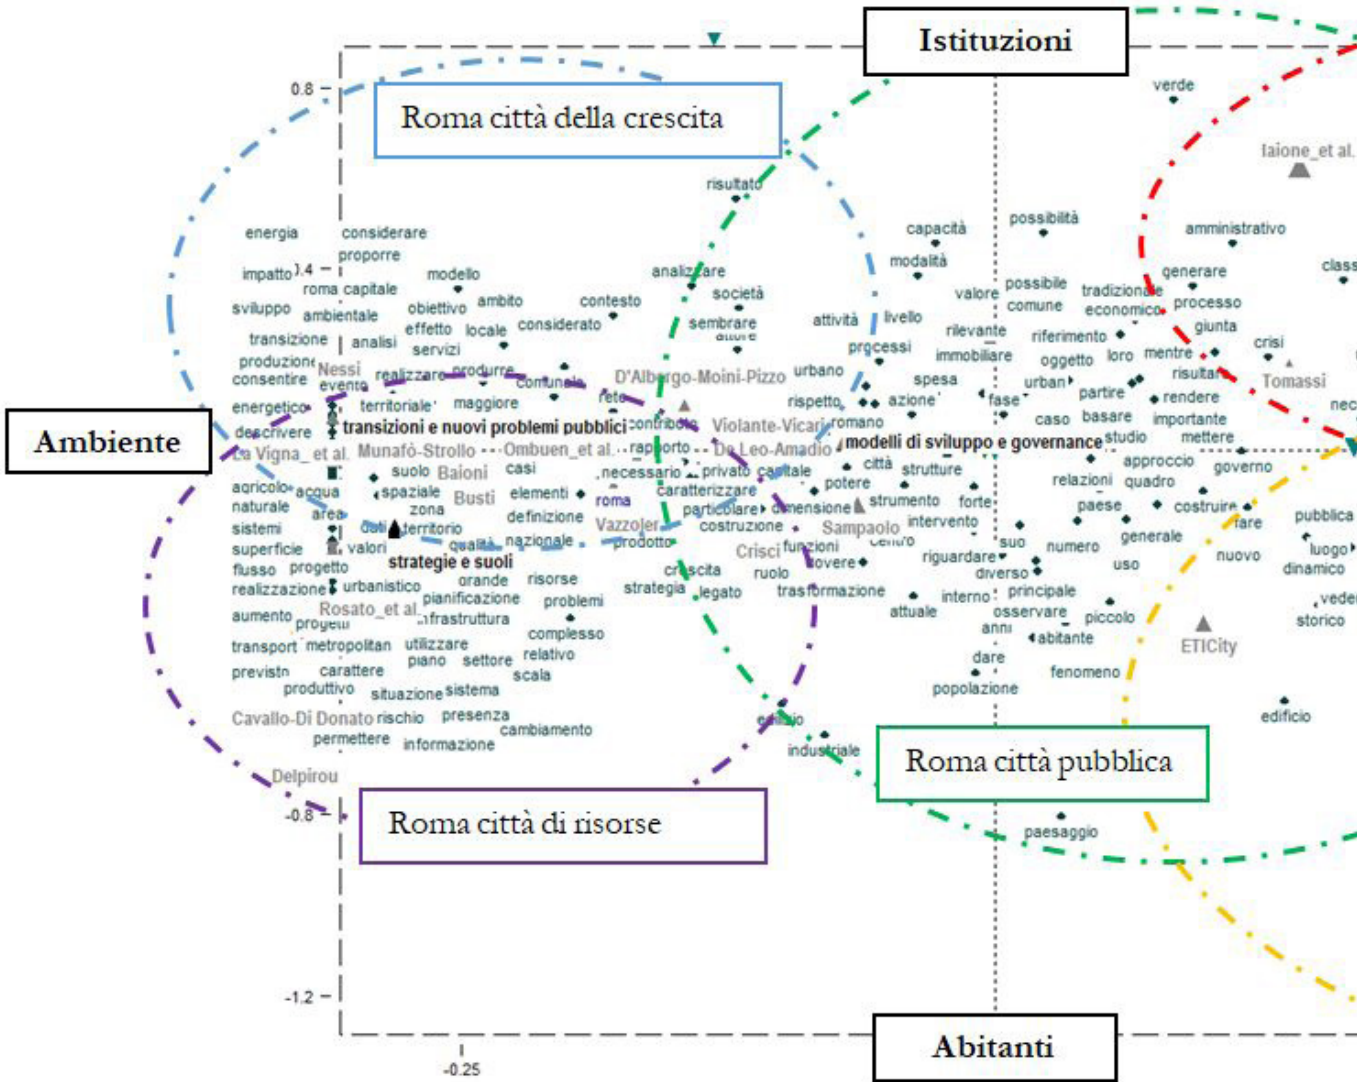 Istituzioni
verde
0.8
Roma città della crescita
risultato
possibilità
capacità
amministrativo
energia
considerare
proporre
modalità
impatto
modello
analizzare
generare
roma capitale
società
valore
possibile
tradizionale
sviluppo
obiettivo
ambito
contesto
comune
economico
processo
ambientale
considerato
sembrare
attività
livello
giunta
transizione
analisi
effetto
locale
rilevante
riferimento
crisi
servizi
processi
immobiliare
oggetto
loro
mentre
produzione
Nessi
realizzare
produrre
urbano
spesa
Tomassi
consentire
evento
comunale
D'Albergo-Moini-Pizzo
partire
rendere
energetico
territoriale
maggiore
rete
rispetto
azione
fase
caso
basare
importante
Ambiente
descrivere
transizioni e nuovi problemi pubblici
Violante-Vicari
romano
modelli di sviluppo e governance
studio
mettere
La Vigna_ et al.
Munafò-Strollo
Ombuen_et al.
rapporto
De Leo-Amadio
governo
suolo
Baioni
casi
necessario
privato
capitale
città
strutture
relazioni
approccio
quadro
agricolo
acqua
spaziale
Busti
elementi
roma
caratterizzare
potere
strumento
forte
paese
costruire
naturale
area
zona
definizione
particolare
dimensione
Sampaolo
intervento
fare
pubblica
sistemi
dati
territorio
nazionale
Vazzoler
costruzione
suo
numero
generale
superficie
valori
qualità
prodotto
Crisci
funzioni
dovere
riguardare
nuovo
luogo
strategie e suoli
flusso
progetto
crescita
ruolo
diverso
uso
dinamico
realizzazione
urbanistico
grande
risorse
strategia
legato
trasformazione
principale
pianificazione
problemi
attuale
interno
osservare
piccolo
storico
aumento
Rosato_et al.
complesso
anni
abitante
ETICity
metropolitan
utilizzare
relativo
dare
piano
settore
scala
carattere
popolazione
fenomeno
produttivo
situazione
sistema
Cavallo-Di Donato
rischio
presenza
cambiamento
edificio
permettere
informazione
industriale
Roma città pubblica
Delpirou
-0.8
Roma città di risorse
paesaggio
-1.2
Abitanti
-0.25